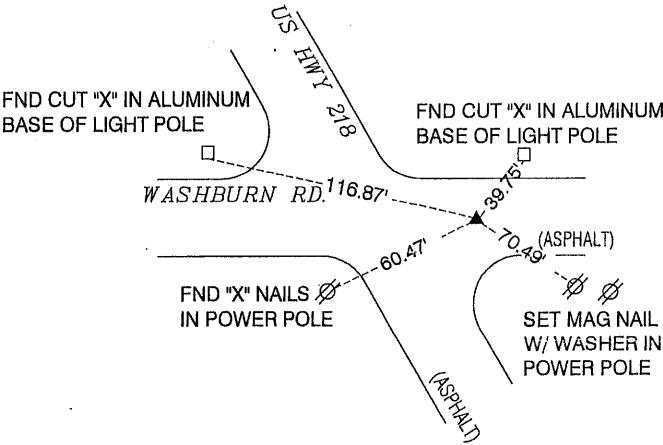 US HWY 218
FND CUT "X" IN ALUMINUM
BASE OF LIGHT POLE
FND CUT "X" IN ALUMINUM
BASE OF LIGHT POLE
WASHBURN RD.
116.87'
39.75'
60.47'
70.49'
(ASPHALT)
FND "X" NAILS
IN POWER POLE
SET MAG NAIL
W/ WASHER IN
POWER POLE
(ASPHALT)